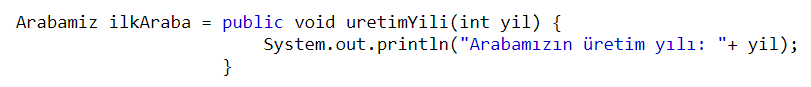 Arabamiz ilkAraba = public void uretimYili(int yil) {
System.out.println("Arabamızın üretim yılı: "+ yil);
}